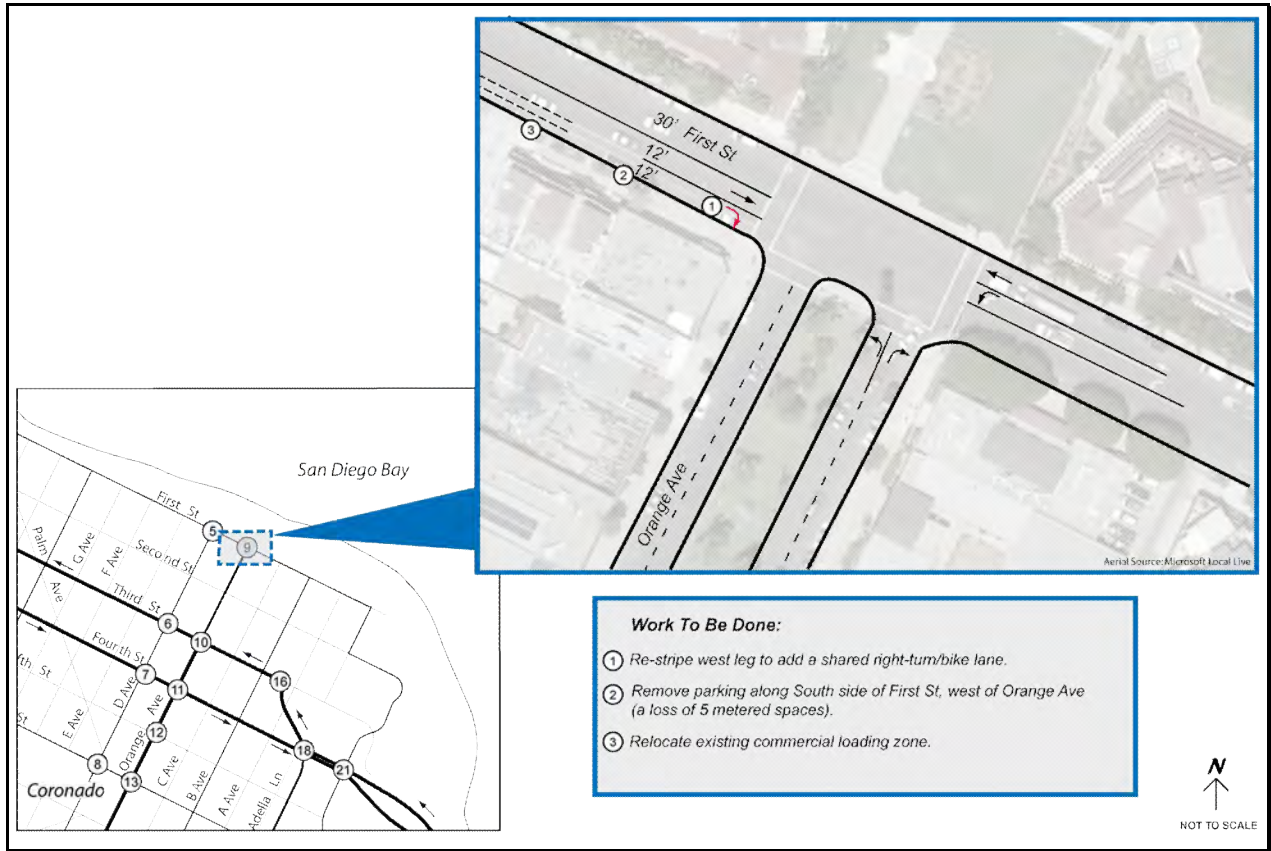 30' First St
12'
12'
3
2
1
Orange Ave
Aerial Source: Microsoft Local Live
San Diego Bay
First St
5
9
Palm
Ave
G Ave
F Ave
Second St
Third St
6
10
Fourth St
7
11
16
D Ave
E Ave
Orange Ave
12
8
13
C Ave
B Ave
A Ave
Adella Ln
18
21
St
Coronado
Work To Be Done:
1 Re-stripe west leg to add a shared right-turn/bike lane.
2 Remove parking along South side of First St, west of Orange Ave
(a loss of 5 metered spaces).
3 Relocate existing commercial loading zone.
N
NOT TO SCALE